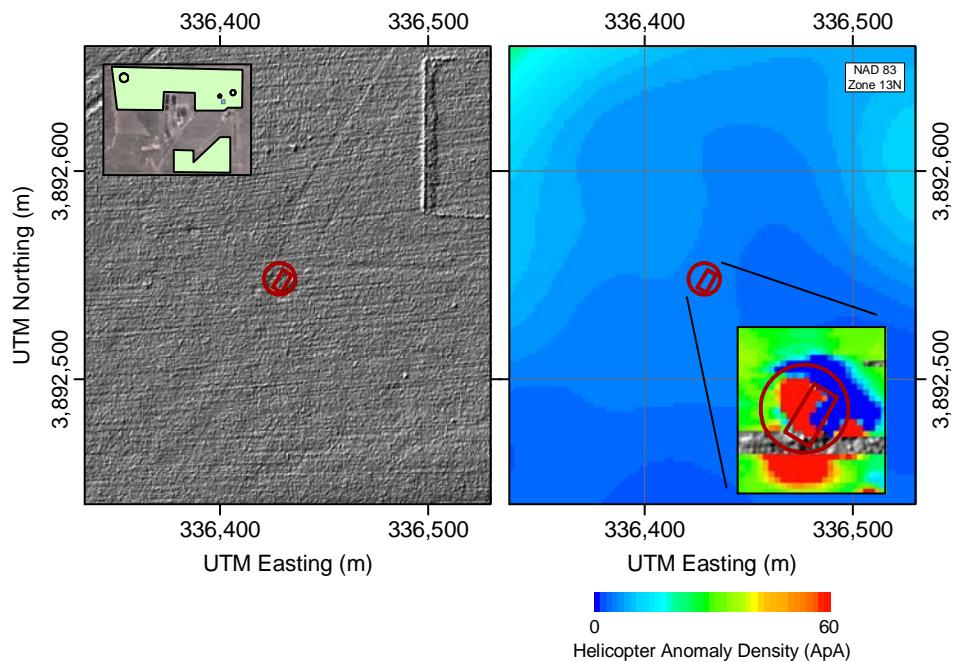 336,400
336,500
336,400
336,500
NAD 83
Zone 13N
3,892,600
3,892,500
UTM Northing (m)
3,892,600
3,892,500
336,400
336,500
336,400
336,500
UTM Easting (m)
UTM Easting (m)
0
60
Helicopter Anomaly Density (ApA)